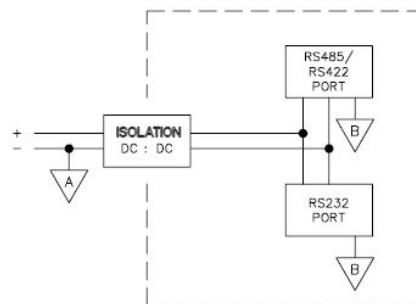 RS485/
RS422
PORT
B
+
ISOLATION
DC : DC
−
A
RS232
PORT
B